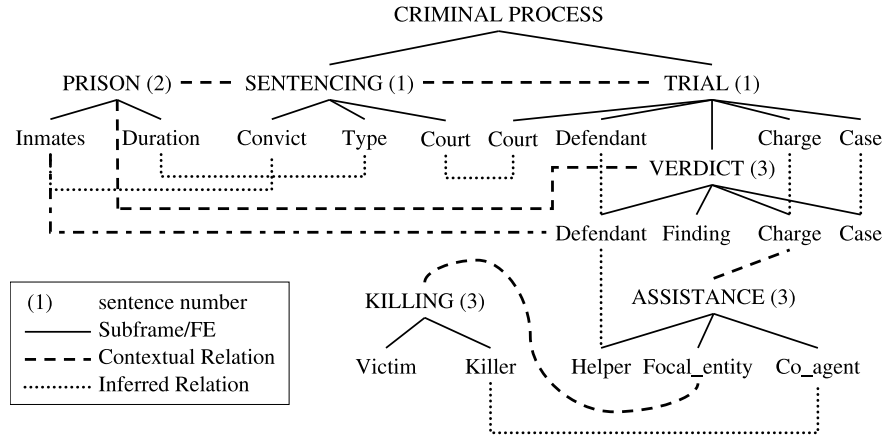 CRIMINAL PROCESS
PRISON (2) SENTENCING (1) TRIAL (1)
Inmates Duration Convict Type Court Court Defendant Charge Case
VERDICT (3)
Defendant Finding Charge Case
KILLING (3) ASSISTANCE (3)
Victim Killer Helper Focal_entity Co_agent
(1) sentence number
Subframe/FE
Contextual Relation
Inferred Relation